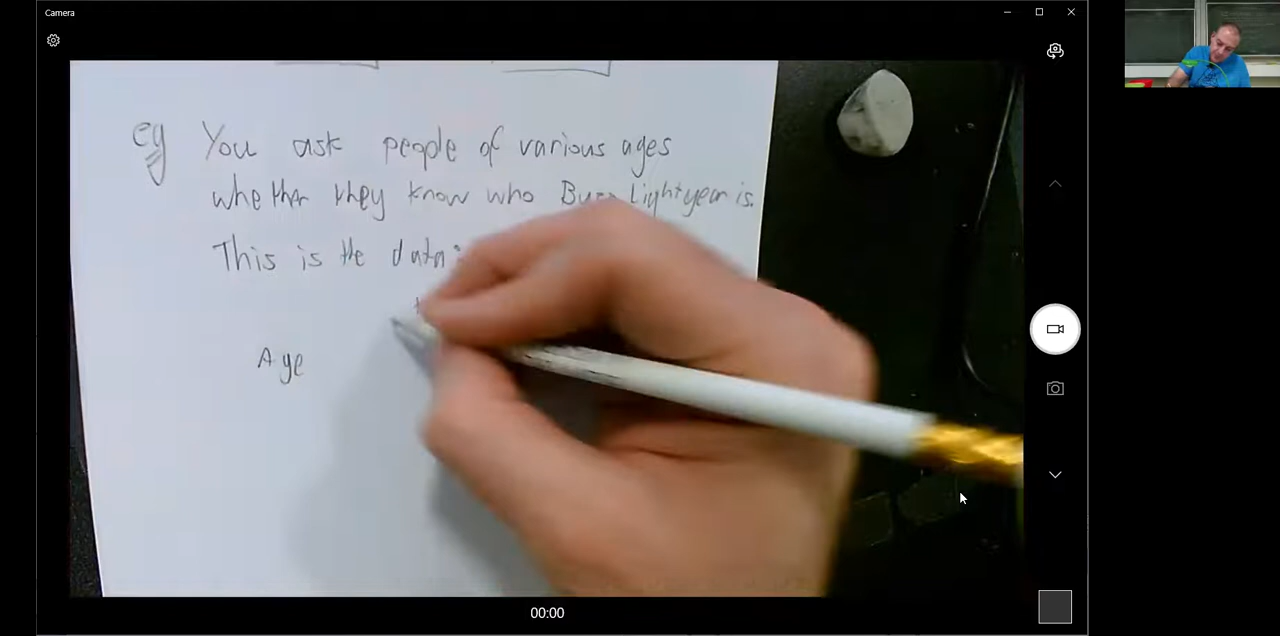 Camera
eg You ask people of various ages
whether they know who Buzz Lightyear is.
This is the data:
Age
00:00